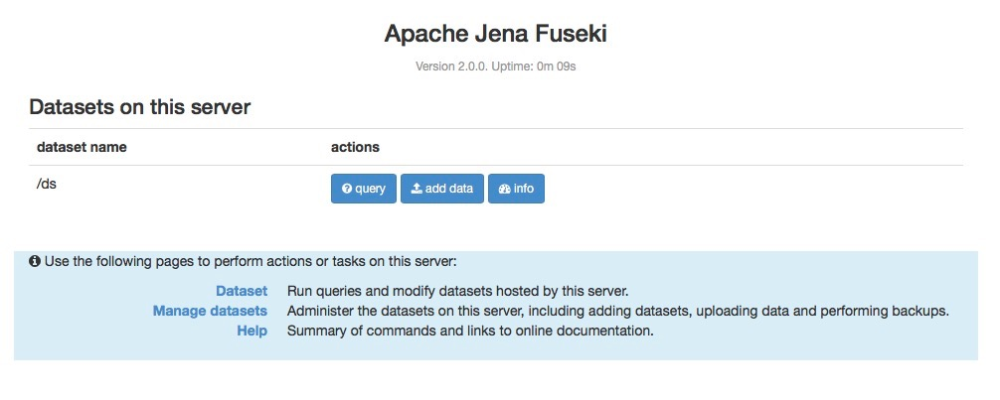 Apache Jena Fuseki
Version 2.0.0. Uptime: 0m 09s
Datasets on this server
dataset name actions
/ds query add data info
Use the following pages to perform actions or tasks on this server:
Dataset Run queries and modify datasets hosted by this server.
Manage datasets Administer the datasets on this server, including adding datasets, uploading data and performing backups.
Help Summary of commands and links to online documentation.